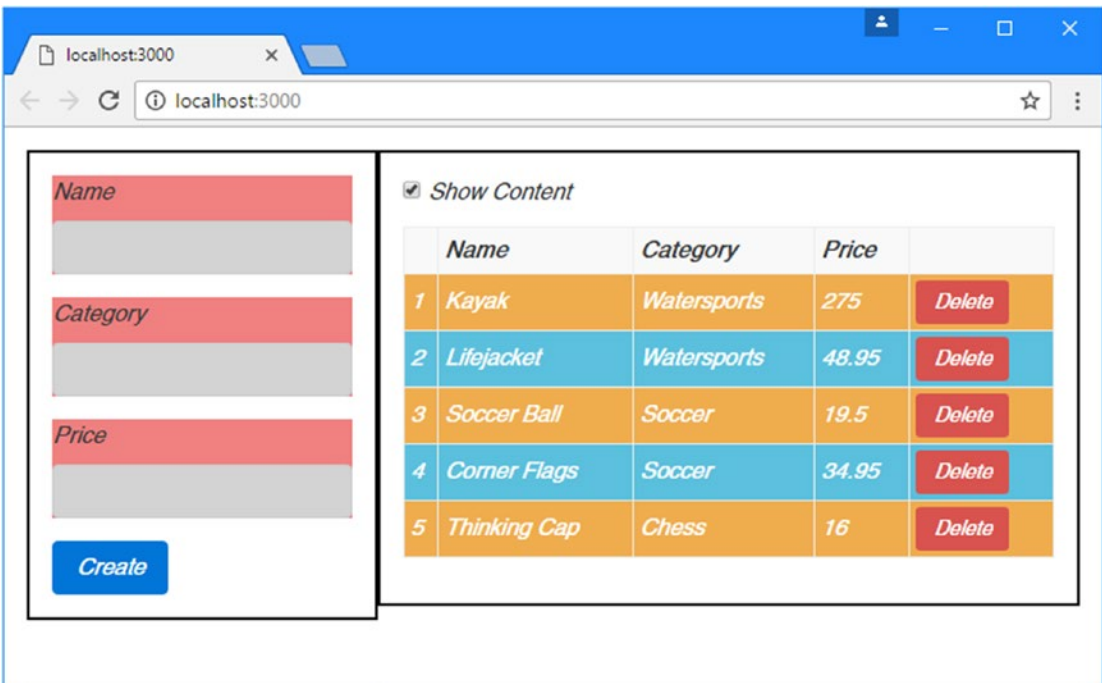 localhost:3000
localhost:3000
Name
Category
Price
Create
Show Content
Name Category Price
1 Kayak Watersports 275 Delete
2 Lifejacket Watersports 48.95 Delete
3 Soccer Ball Soccer 19.5 Delete
4 Corner Flags Soccer 34.95 Delete
5 Thinking Cap Chess 16 Delete